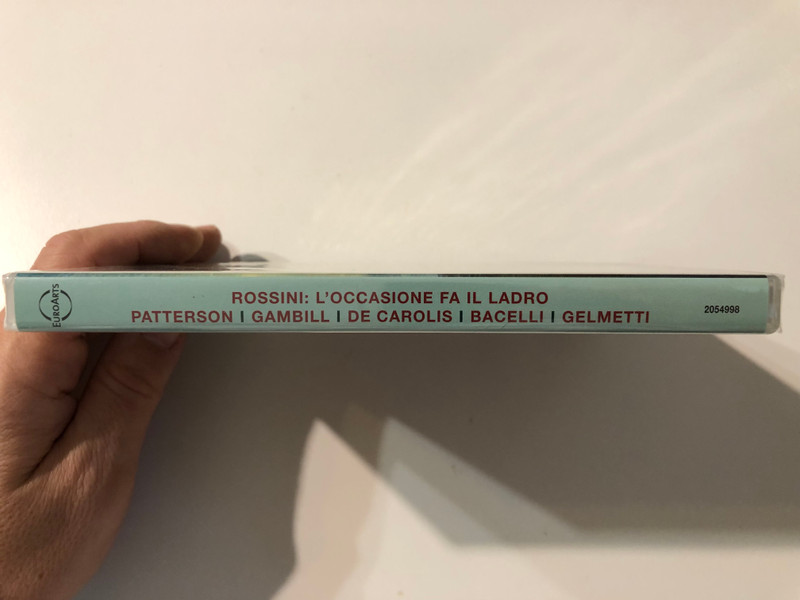 EUROARTS
ROSSINI: L'OCCASIONE FA IL LADRO
PATTERSON | GAMBILL | DE CAROLIS | BACELLI | GELMETTI
2054998